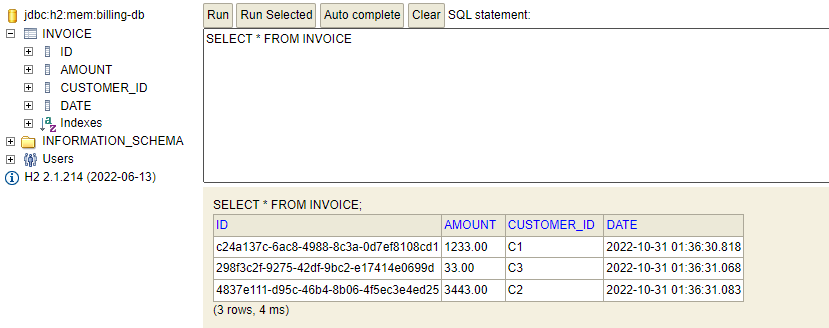 jdbc:h2:mem:billing-db
INVOICE
ID
AMOUNT
CUSTOMER_ID
DATE
Indexes
INFORMATION_SCHEMA
Users
H2 2.1.214 (2022-06-13)
Run Run Selected Auto complete Clear SQL statement:
SELECT * FROM INVOICE
SELECT * FROM INVOICE;
ID AMOUNT CUSTOMER_ID DATE
c24a137c-6ac8-4988-8c3a-0d7ef8108cd1 1233.00 C1 2022-10-31 01:36:30.818
298f3c2f-9275-42df-9bc2-e17414e0699d 33.00 C3 2022-10-31 01:36:31.068
4837e111-d95c-46b4-8b06-4f5ec3e4ed25 3443.00 C2 2022-10-31 01:36:31.083
(3 rows, 4 ms)